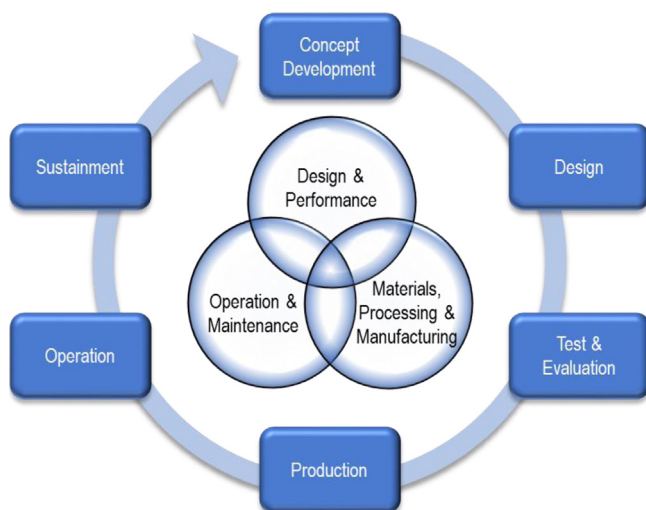 Concept
Development
Design
Test &
Evaluation
Production
Operation
Sustainment
Design &
Performance
Operation &
Maintenance
Materials,
Processing &
Manufacturing